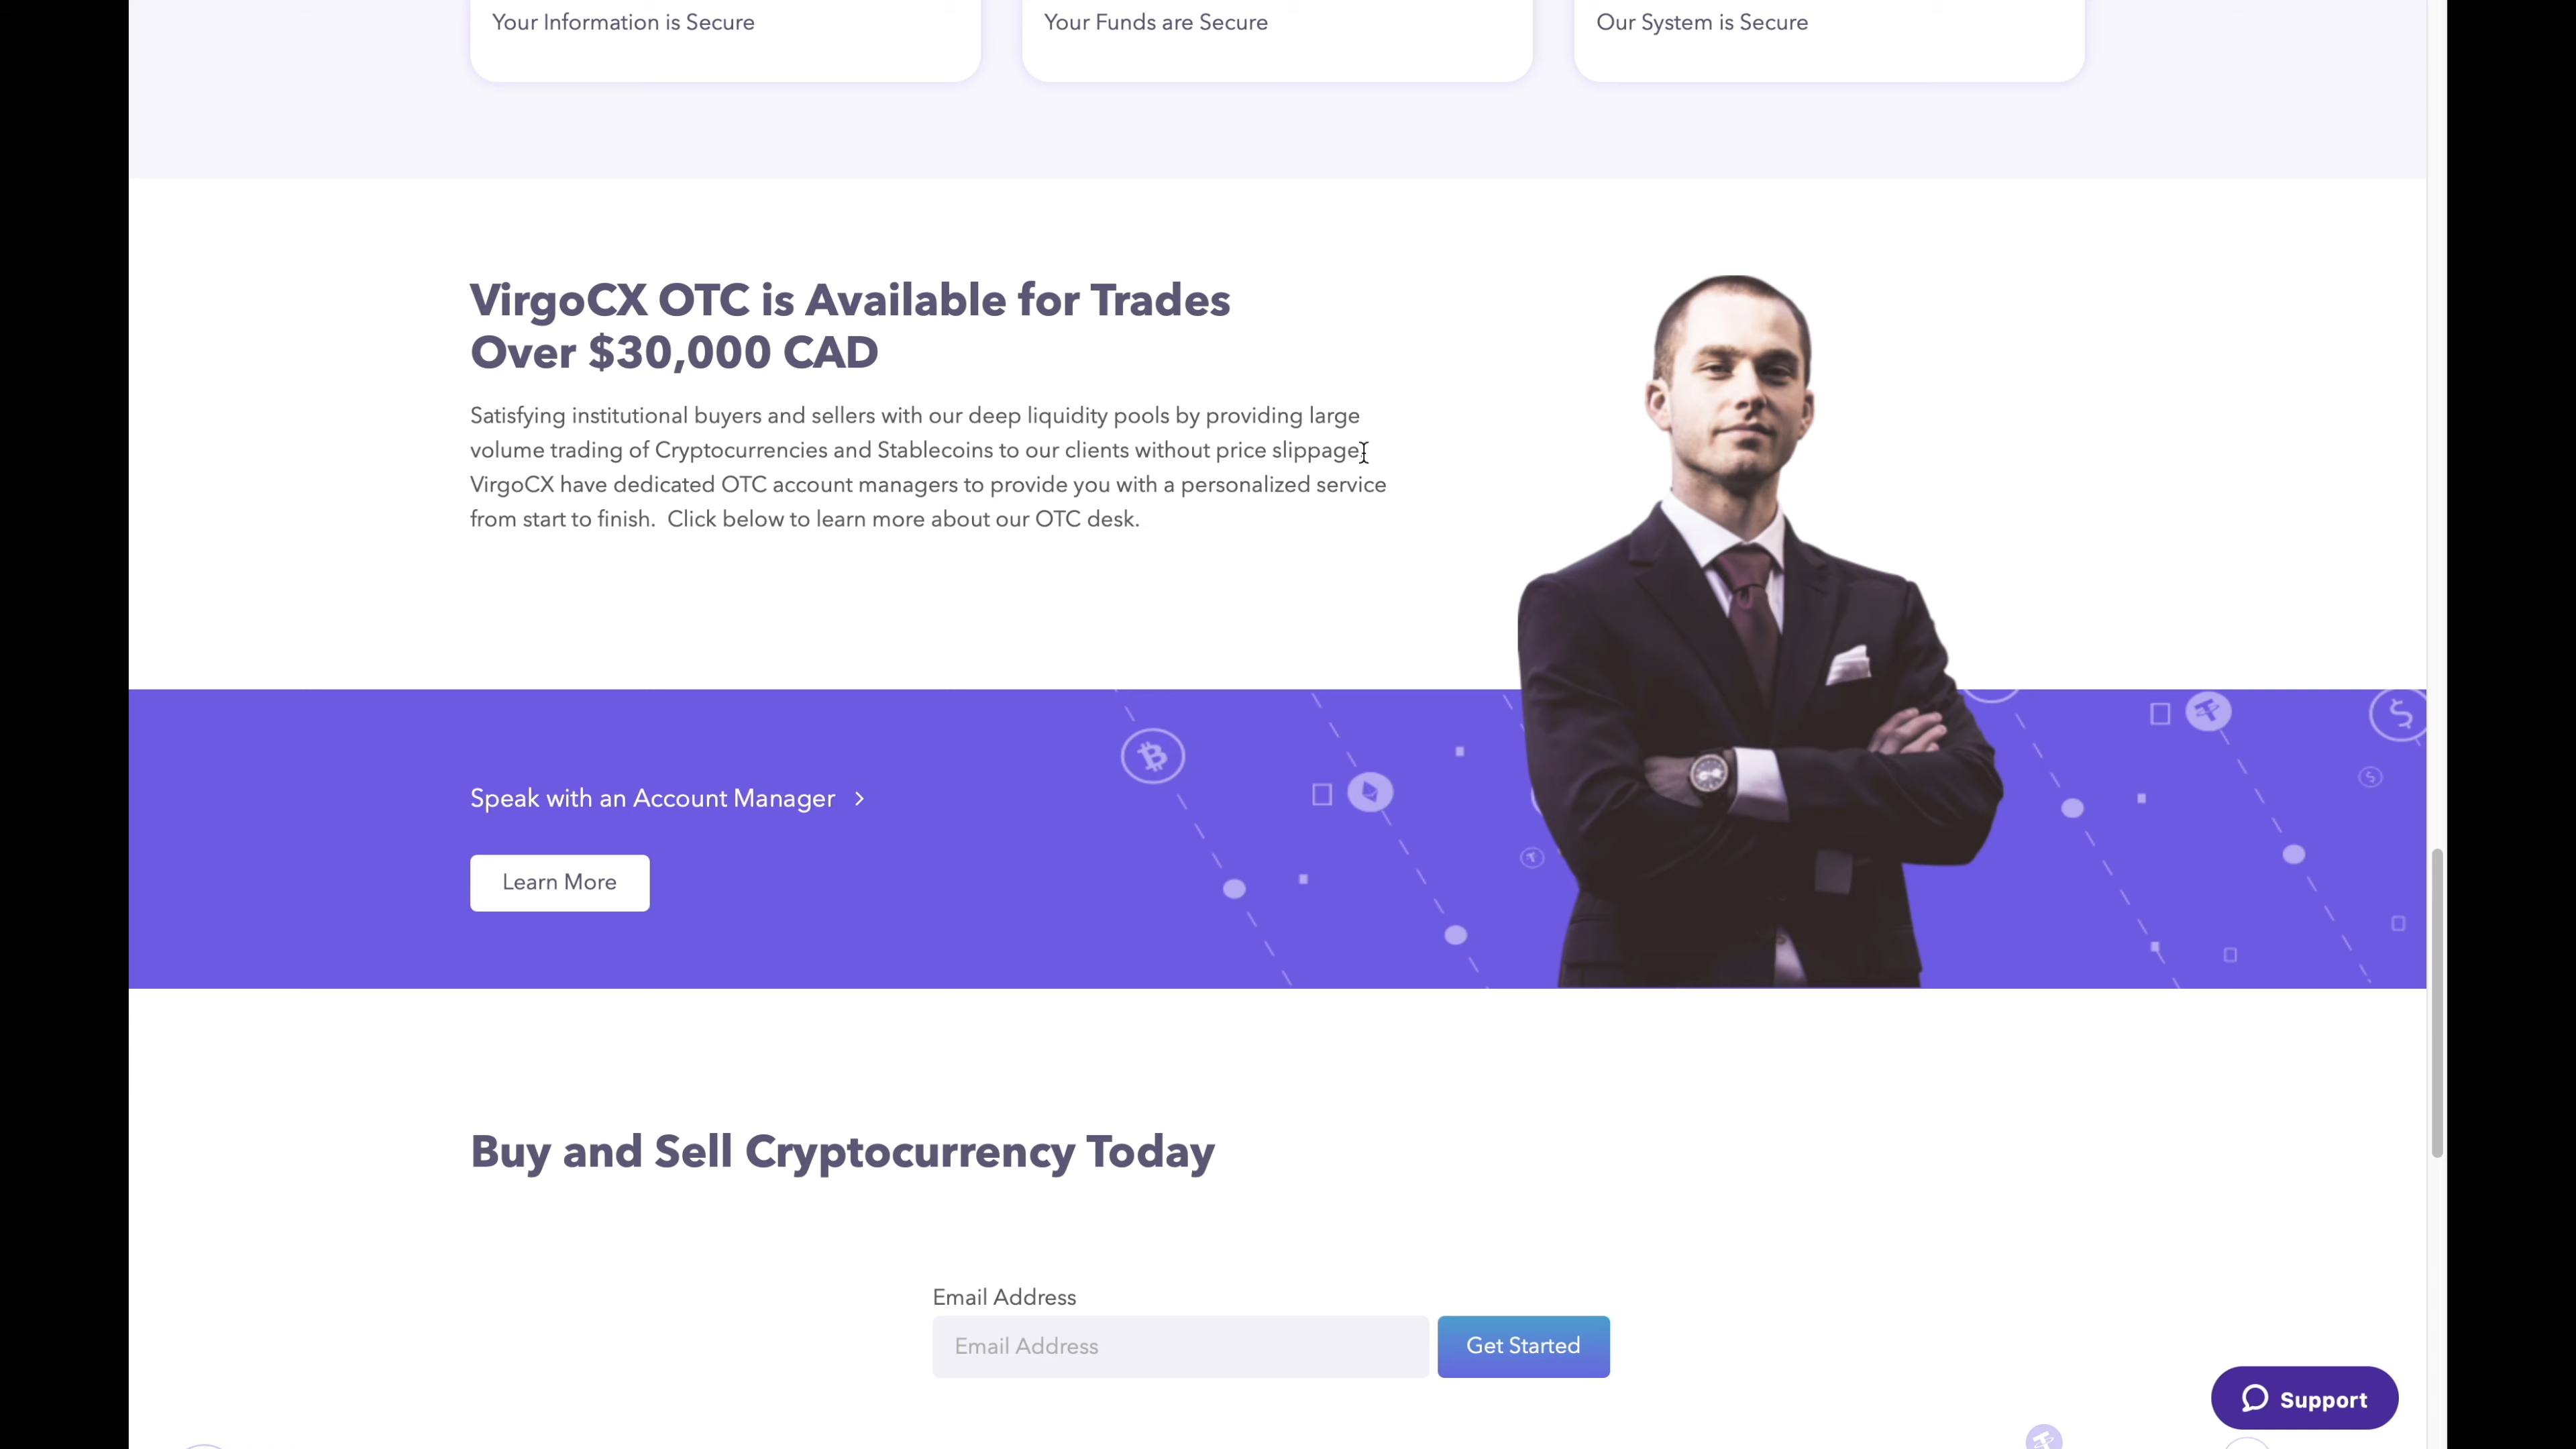 Your Information is Secure
Your Funds are Secure
Our System is Secure
VirgoCX OTC is Available for Trades
Over $30,000 CAD
Satisfying institutional buyers and sellers with our deep liquidity pools by providing large
volume trading of Cryptocurrencies and Stablecoins to our clients without price slippage.
VirgoCX have dedicated OTC account managers to provide you with a personalized service
from start to finish.  Click below to learn more about our OTC desk.
Speak with an Account Manager
Learn More
Buy and Sell Cryptocurrency Today
Email Address
Email Address
Get Started
Support